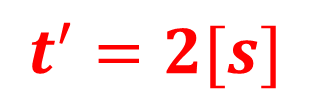 t′ = 2[s]